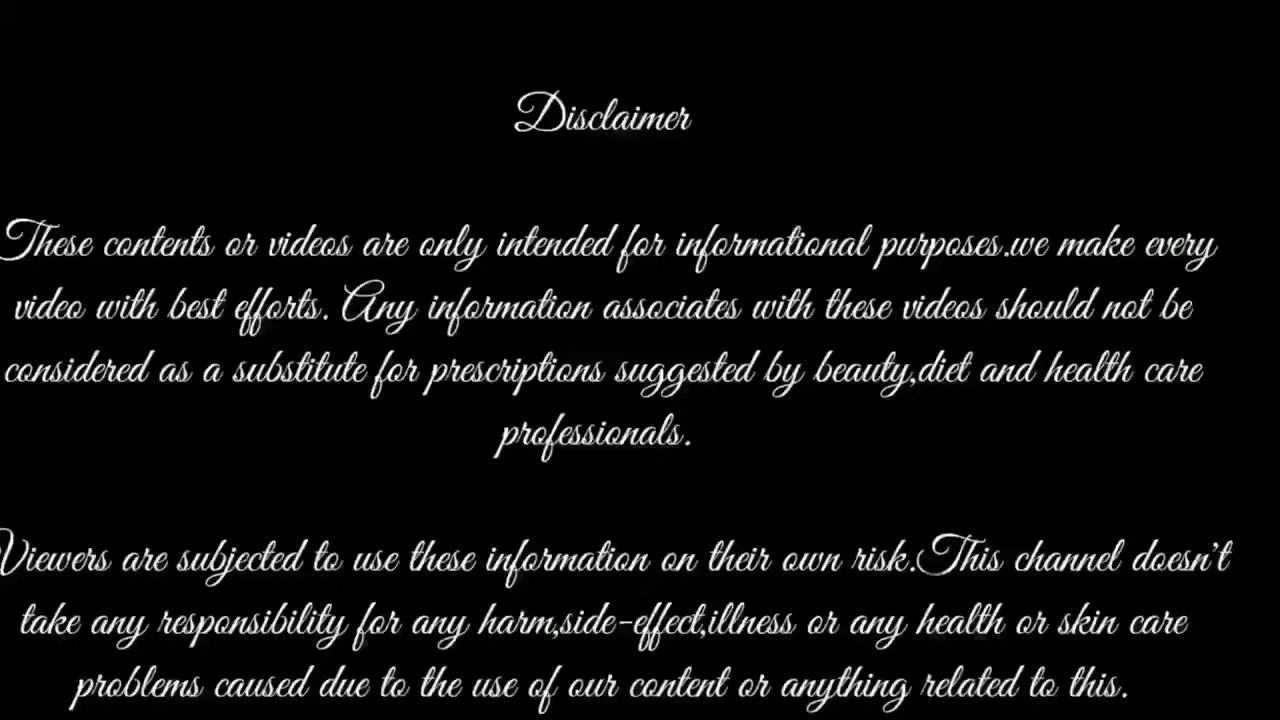 Disclaimer
These contents or videos are only intended for informational purposes.we make every
video with best efforts. Any information associates with these videos should not be
considered as a substitute for prescriptions suggested by beauty,diet and health care
professionals.
Viewers are subjected to use these information on their own risk.This channel doesn't
take any responsibility for any harm,side-effect,illness or any health or skin care
problems caused due to the use of our content or anything related to this.